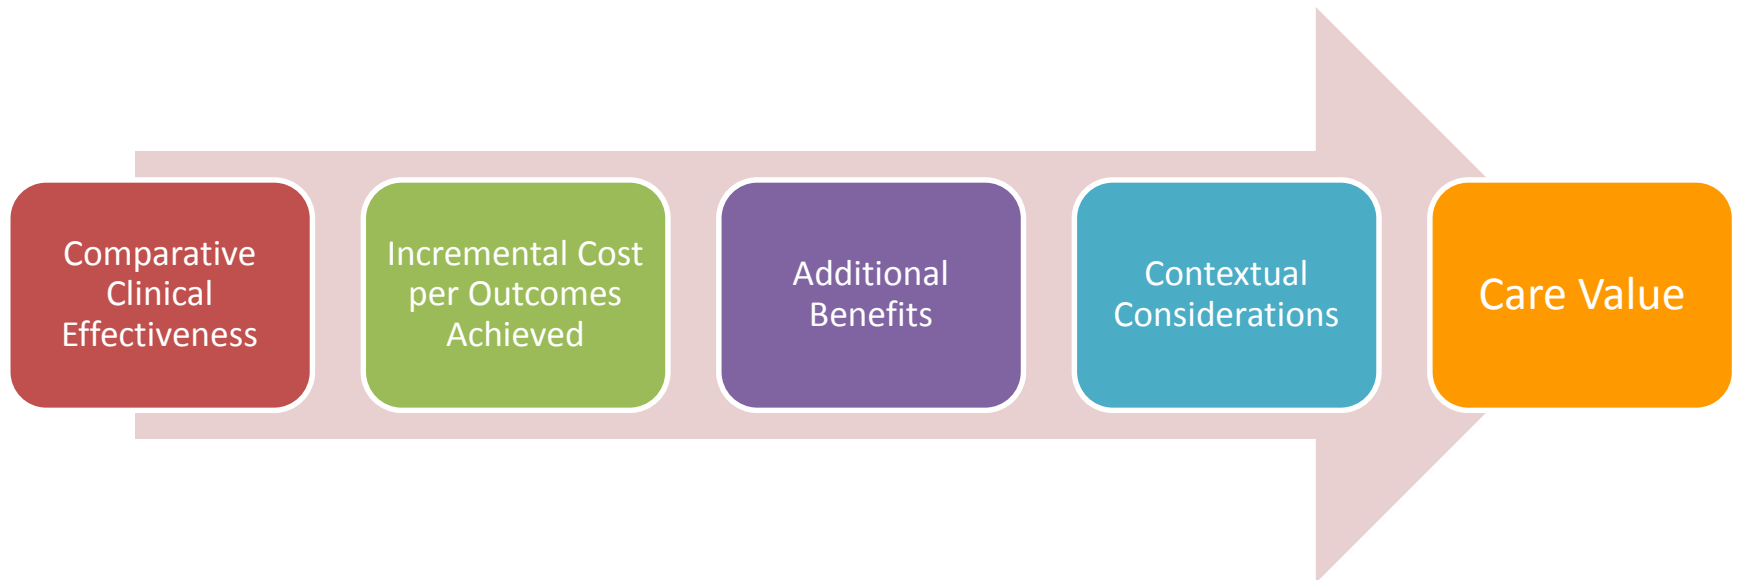 Comparative
Clinical
Effectiveness
Incremental Cost
per Outcomes
Achieved
Additional
Benefits
Contextual
Considerations
Care Value